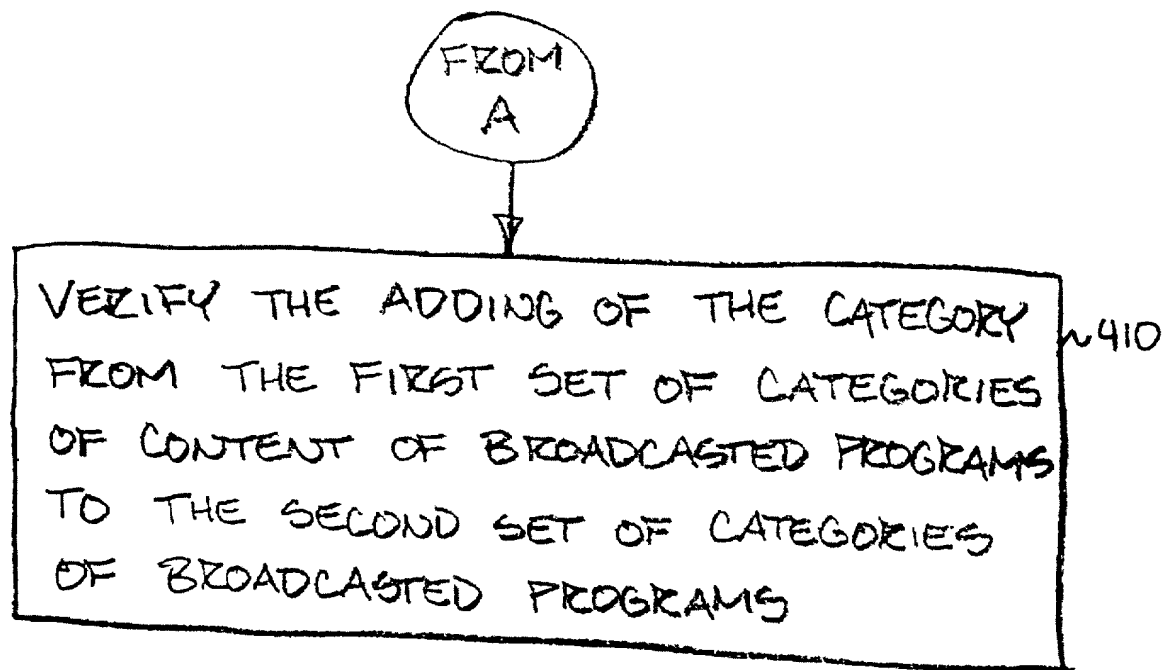 FROM
A
VERIFY THE ADDING OF THE CATEGORY
~410
FROM THE FIRST SET OF CATEGORIES
OF CONTENT OF BROADCASTED PROGRAMS
TO THE SECOND SET OF CATEGORIES
OF BROADCASTED PROGRAMS